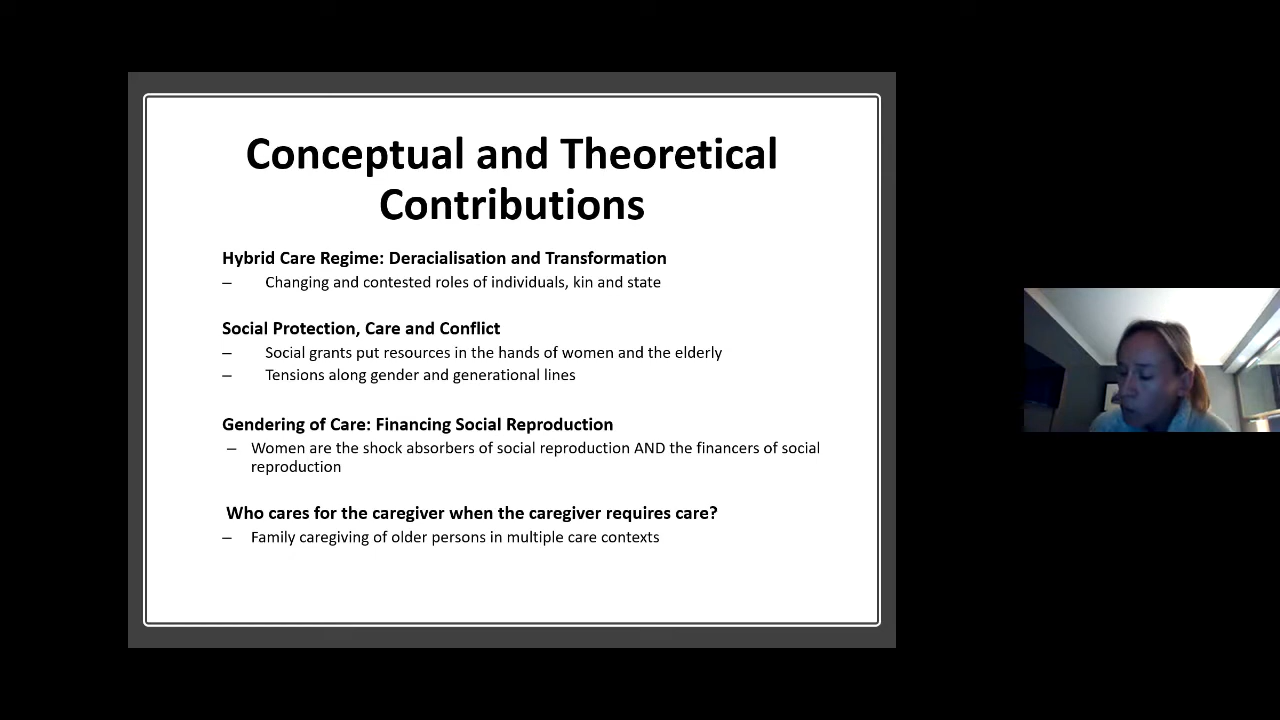 Conceptual and Theoretical
Contributions
Hybrid Care Regime: Deracialisation and Transformation
– Changing and contested roles of individuals, kin and state
Social Protection, Care and Conflict
– Social grants put resources in the hands of women and the elderly
– Tensions along gender and generational lines
Gendering of Care: Financing Social Reproduction
– Women are the shock absorbers of social reproduction AND the financers of social
reproduction
Who cares for the caregiver when the caregiver requires care?
– Family caregiving of older persons in multiple care contexts